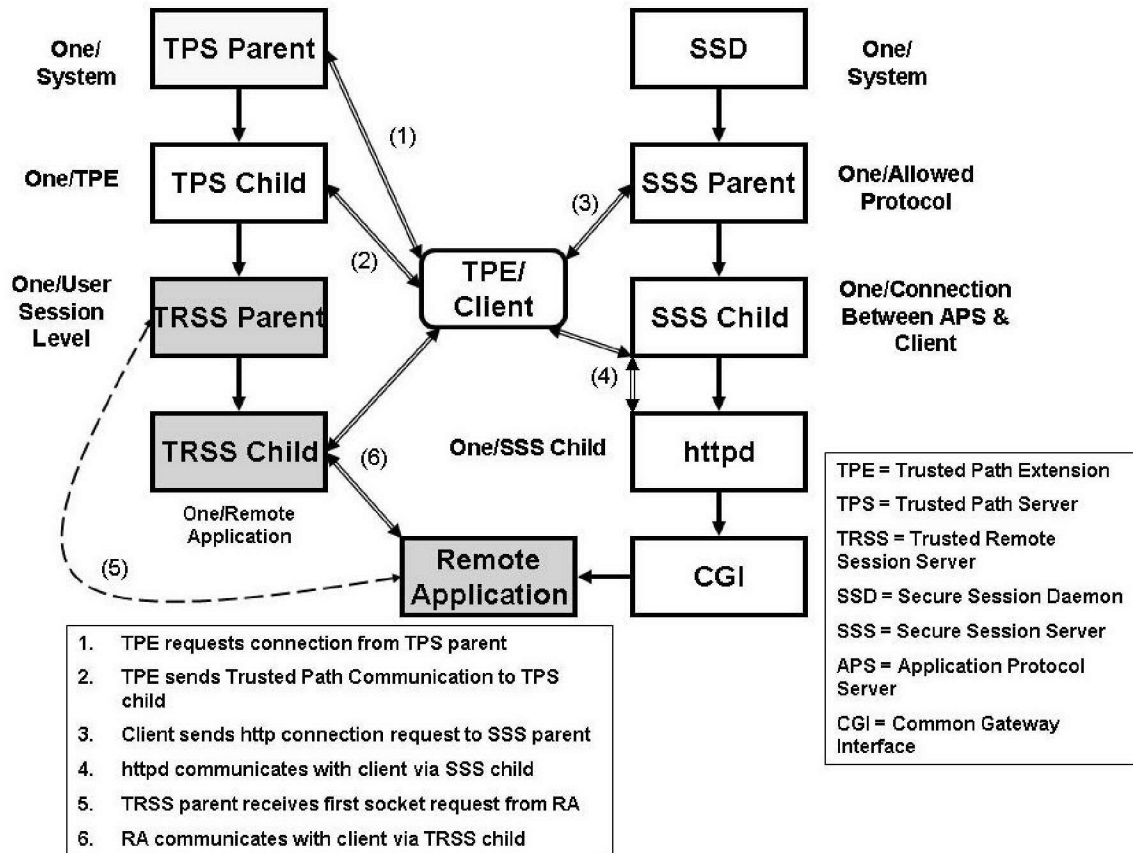 One/
System
TPS Parent
SSD
One/
System
(1)
One/TPE
TPS Child
SSS Parent
One/Allowed
Protocol
(3)
(2)
TPE/
Client
One/User
Session
Level
TRSS Parent
SSS Child
One/Connection
Between APS &
Client
(4)
TRSS Child
(6)
One/SSS Child
httpd
One/Remote
Application
(5)
Remote
Application
CGI
TPE = Trusted Path Extension
TPS = Trusted Path Server
TRSS = Trusted Remote
Session Server
SSD = Secure Session Daemon
SSS = Secure Session Server
APS = Application Protocol
Server
CGI = Common Gateway
Interface
1. TPE requests connection from TPS parent
2. TPE sends Trusted Path Communication to TPS
child
3. Client sends http connection request to SSS parent
4. httpd communicates with client via SSS child
5. TRSS parent receives first socket request from RA
6. RA communicates with client via TRSS child